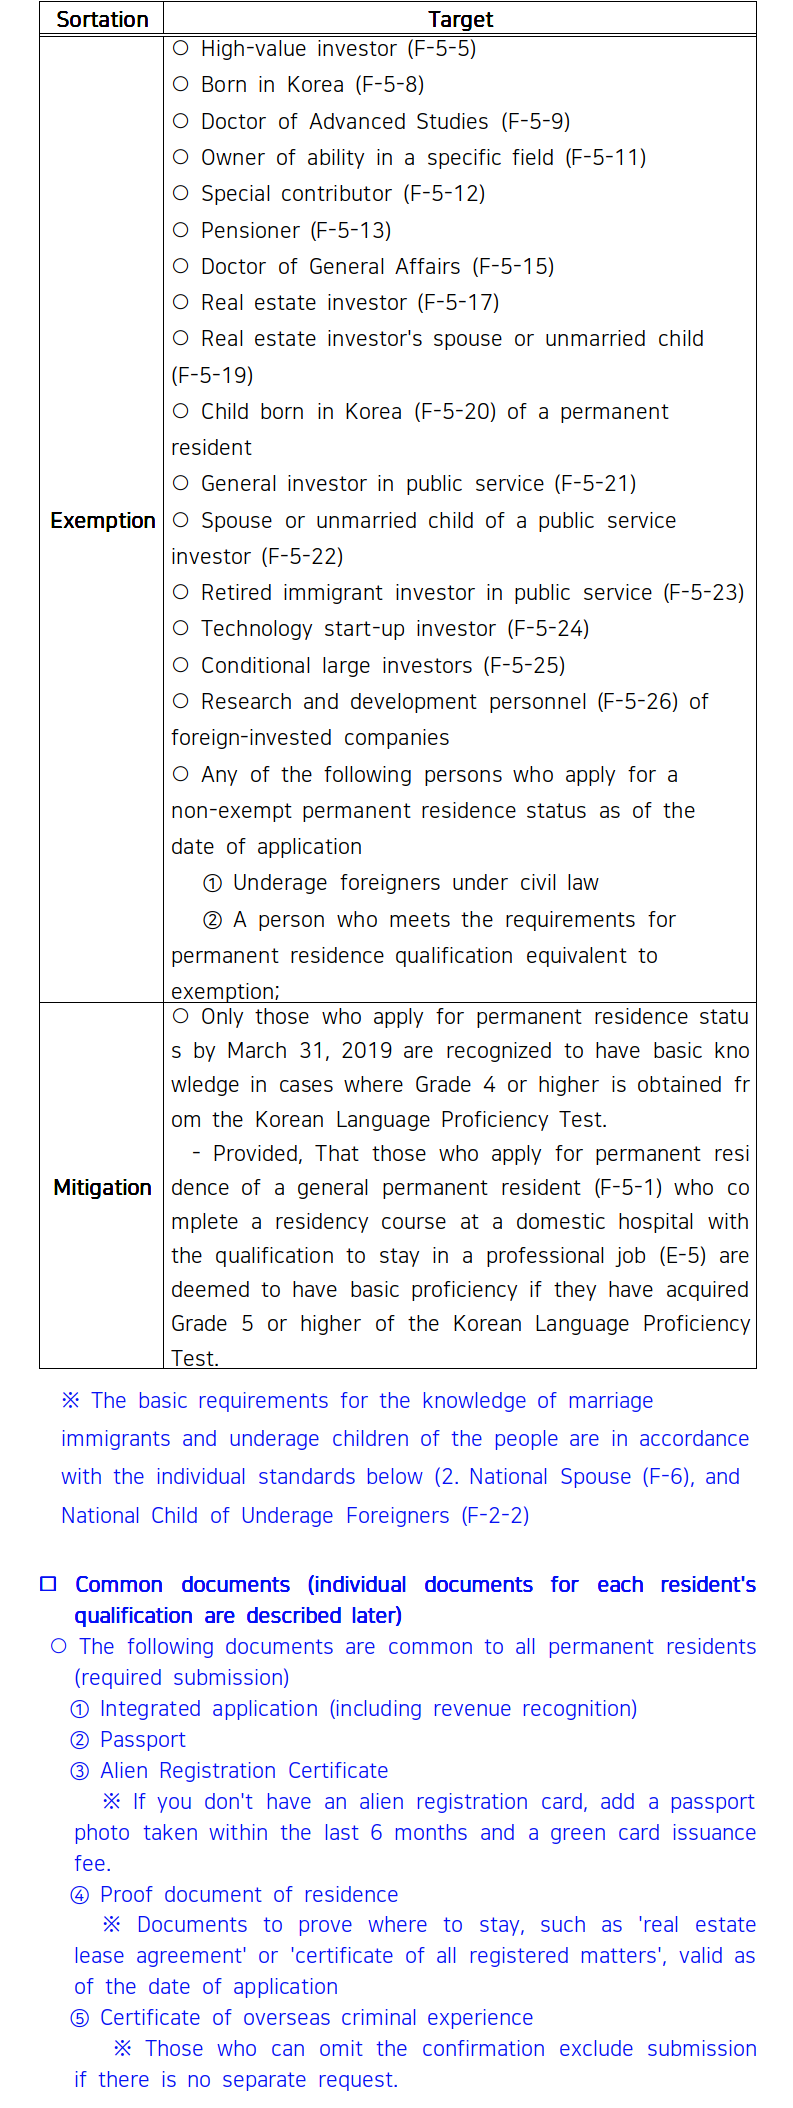 Sortation Target
○ High-value investor (F-5-5)
○ Born in Korea (F-5-8)
○ Doctor of Advanced Studies (F-5-9)
○ Owner of ability in a specific field (F-5-11)
○ Special contributor (F-5-12)
○ Pensioner (F-5-13)
○ Doctor of General Affairs (F-5-15)
○ Real estate investor (F-5-17)
○ Real estate investor's spouse or unmarried child
(F-5-19)
○ Child born in Korea (F-5-20) of a permanent
resident
○ General investor in public service (F-5-21)
Exemption ○ Spouse or unmarried child of a public service
investor (F-5-22)
○ Retired immigrant investor in public service (F-5-23)
○ Technology start-up investor (F-5-24)
○ Conditional large investors (F-5-25)
○ Research and development personnel (F-5-26) of
foreign-invested companies
○ Any of the following persons who apply for a
non-exempt permanent residence status as of the
date of application
① Underage foreigners under civil law
② A person who meets the requirements for
permanent residence qualification equivalent to
exemption;
○ Only those who apply for permanent residence statu
s by March 31, 2019 are recognized to have basic kno
wledge in cases where Grade 4 or higher is obtained fr
om the Korean Language Proficiency Test.
- Provided, That those who apply for permanent resi
Mitigation dence of a general permanent resident (F-5-1) who co
mplete a residency course at a domestic hospital with
the qualification to stay in a professional job (E-5) are
deemed to have basic proficiency if they have acquired
Grade 5 or higher of the Korean Language Proficiency
Test.
※ The basic requirements for the knowledge of marriage
immigrants and underage children of the people are in accordance
with the individual standards below (2. National Spouse (F-6), and
National Child of Underage Foreigners (F-2-2)
□ Common documents (individual documents for each resident's
qualification are described later)
○ The following documents are common to all permanent residents
(required submission)
① Integrated application (including revenue recognition)
② Passport
③ Alien Registration Certificate
※ If you don't have an alien registration card, add a passport
photo taken within the last 6 months and a green card issuance
fee.
④ Proof document of residence
※ Documents to prove where to stay, such as 'real estate
lease agreement' or 'certificate of all registered matters', valid as
of the date of application
⑤ Certificate of overseas criminal experience
※ Those who can omit the confirmation exclude submission
if there is no separate request.